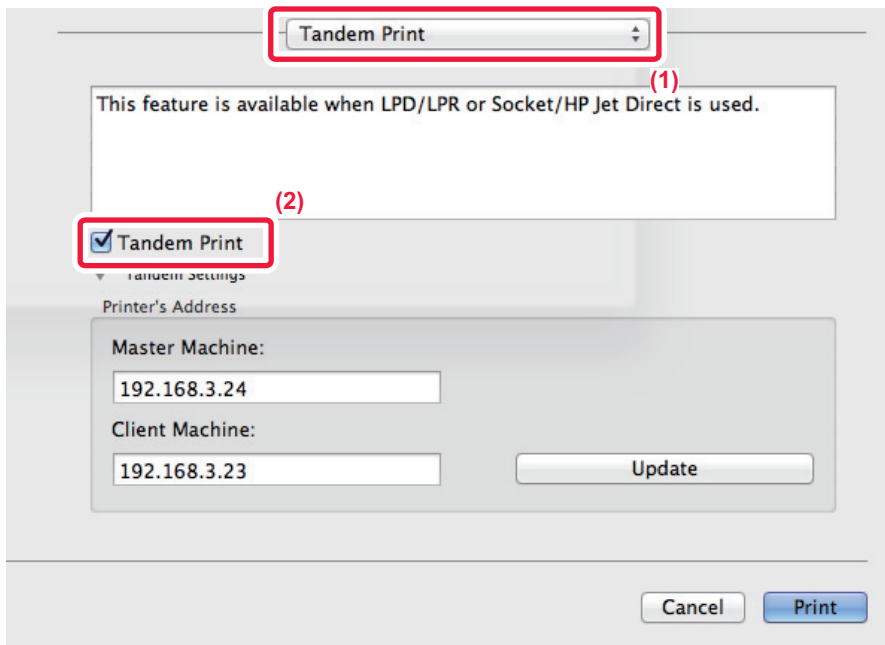 Tandem Print
(1)
This feature is available when LPD/LPR or Socket/HP Jet Direct is used.
(2)
Tandem Print
Tandem Settings
Printer's Address
Master Machine:
192.168.3.24
Client Machine:
192.168.3.23
Update
Cancel
Print